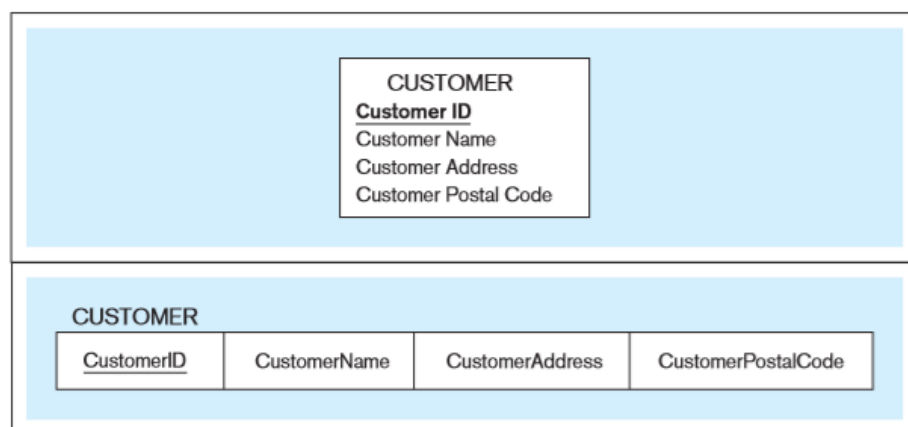 CUSTOMER
Customer ID
Customer Name
Customer Address
Customer Postal Code
CUSTOMER
CustomerID CustomerName CustomerAddress CustomerPostalCode